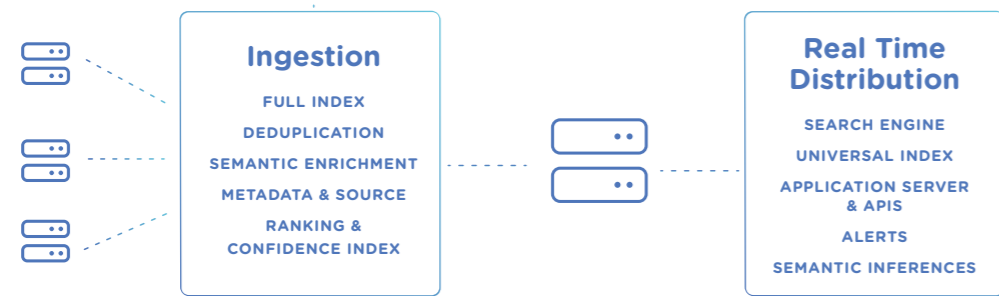 Ingestion
FULL INDEX
DEDUPLICATION
SEMANTIC ENRICHMENT
METADATA & SOURCE
RANKING &
CONFIDENCE INDEX
Real Time
Distribution
SEARCH ENGINE
UNIVERSAL INDEX
APPLICATION SERVER
& APIS
ALERTS
SEMANTIC INFERENCES